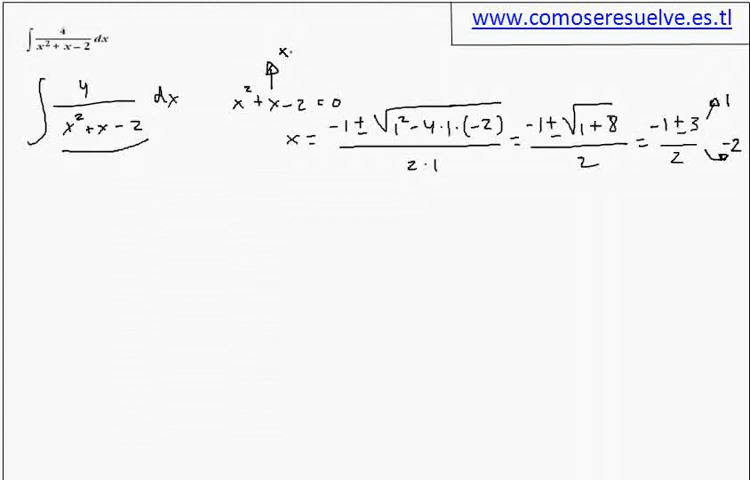 www.comoseresuelve.es.tl
∫ 4/(x² + x − 2) dx
∫ 4/(x² + x − 2) dx
x.
x² + x − 2 = 0
x = (−1 ± √(1² − 4·1·(−2)))/(2·1) = (−1 ± √(1 + 8))/2 = (−1 ± 3)/2
1
−2